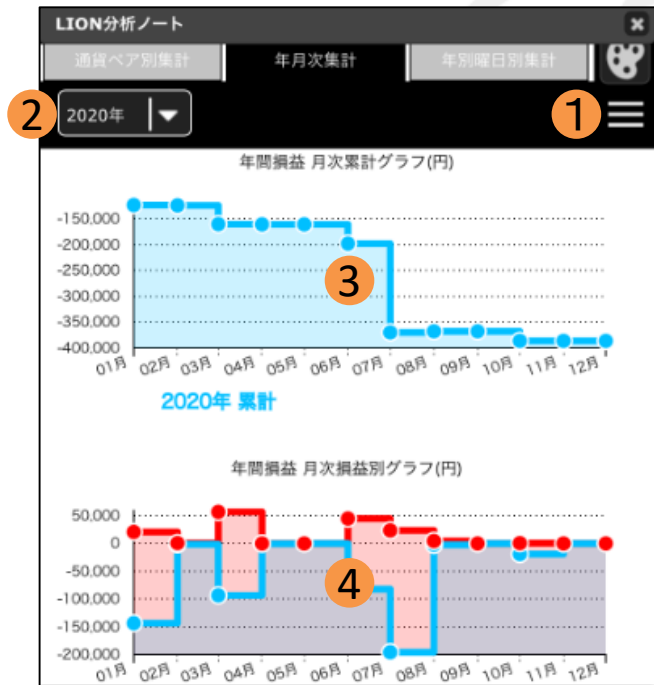 LION分析ノート
通貨ペア別集計 年月次集計 年別曜日別集計
2 2020年 1
年間損益 月次累計グラフ(円)
-150,000
-200,000
-250,000
3
-300,000
-350,000
-400,000
01月 02月 03月 04月 05月 06月 07月 08月 09月 10月 11月 12月
2020年 累計
年間損益 月次損益別グラフ(円)
50,000
0
-50,000
4
-100,000
-150,000
-200,000
01月 02月 03月 04月 05月 06月 07月 08月 09月 10月 11月 12月